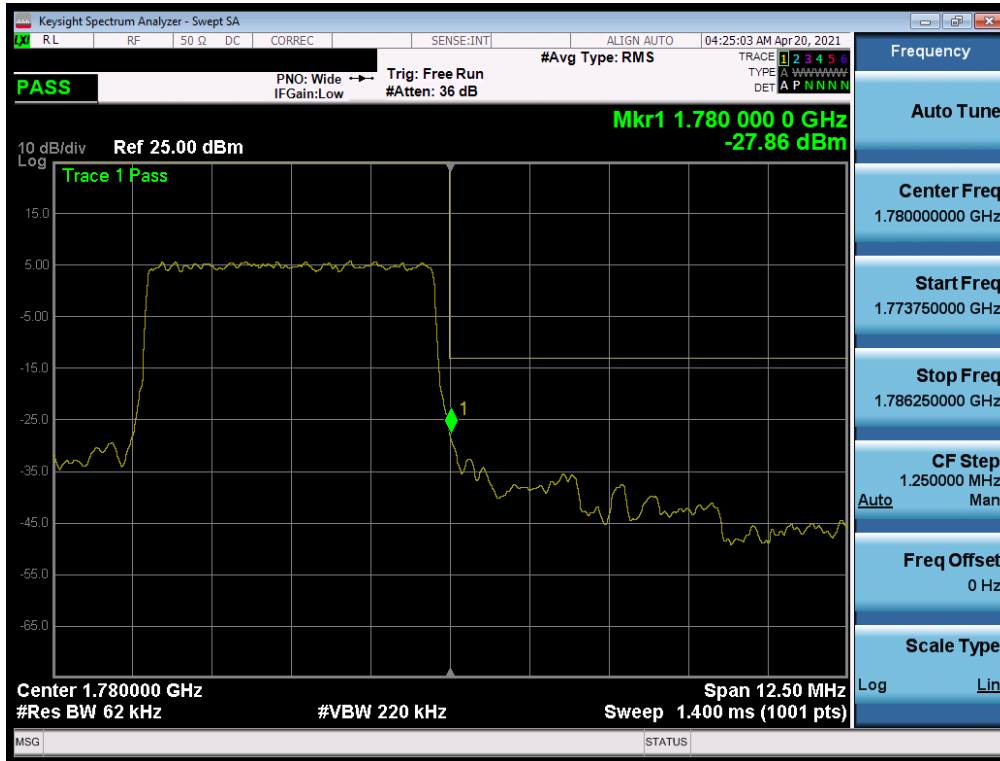 Keysight Spectrum Analyzer - Swept SA
LXI RL RF 50 Ω DC CORREC SENSE:INT ALIGN AUTO 04:25:03 AM Apr 20, 2021
PASS
PNO: Wide
IFGain:Low
Trig: Free Run
#Atten: 36 dB
#Avg Type: RMS
TRACE 1 2 3 4 5 6
TYPE A WWWWW
DET A P N N N N
Mkr1 1.780 000 0 GHz
-27.86 dBm
10 dB/div Ref 25.00 dBm
Log
Trace 1 Pass
15.0
5.00
-5.00
-15.0
-25.0
1
-35.0
-45.0
-55.0
-65.0
Center 1.780000 GHz Span 12.50 MHz
#Res BW 62 kHz #VBW 220 kHz Sweep 1.400 ms (1001 pts)
MSG STATUS
Frequency
Auto Tune
Center Freq
1.780000000 GHz
Start Freq
1.773750000 GHz
Stop Freq
1.786250000 GHz
CF Step
1.250000 MHz
Auto Man
Freq Offset
0 Hz
Scale Type
Log Lin